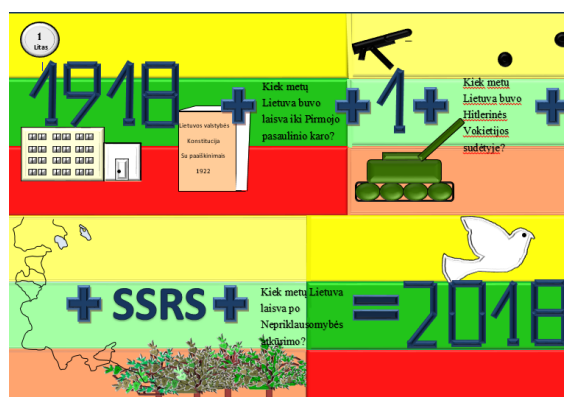 1
Litas
1918
+
Kiek metų
Lietuva buvo
laisva iki Pirmojo
pasaulinio karo?
+
1
+
Kiek metų
Lietuva buvo
Hitlerinės
Vokietijos
sudėtyje?
+
Lietuvos valstybės
Konstitucija
Su paaiškinimais
1922
+
SSRS
+
Kiek metų Lietuva
laisva po
Nepriklausomybės
atkūrimo?
=
2018